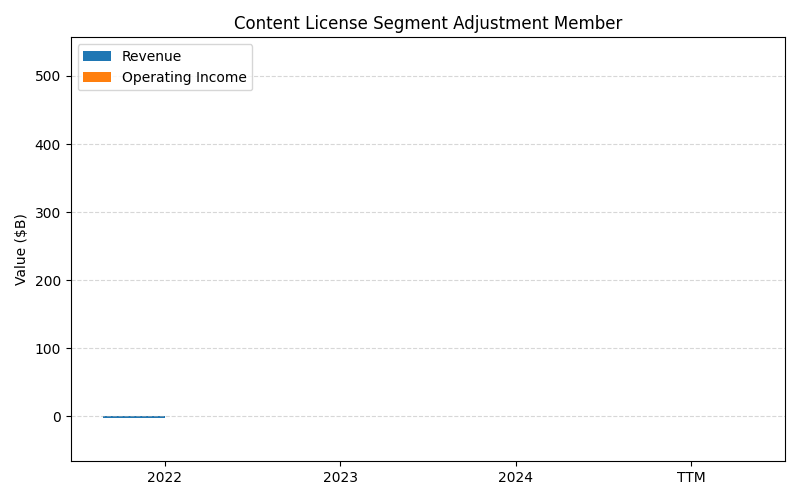 Content License Segment Adjustment Member
Revenue
Operating Income
Value ($B)
500
400
300
200
100
0
2022
2023
2024
TTM